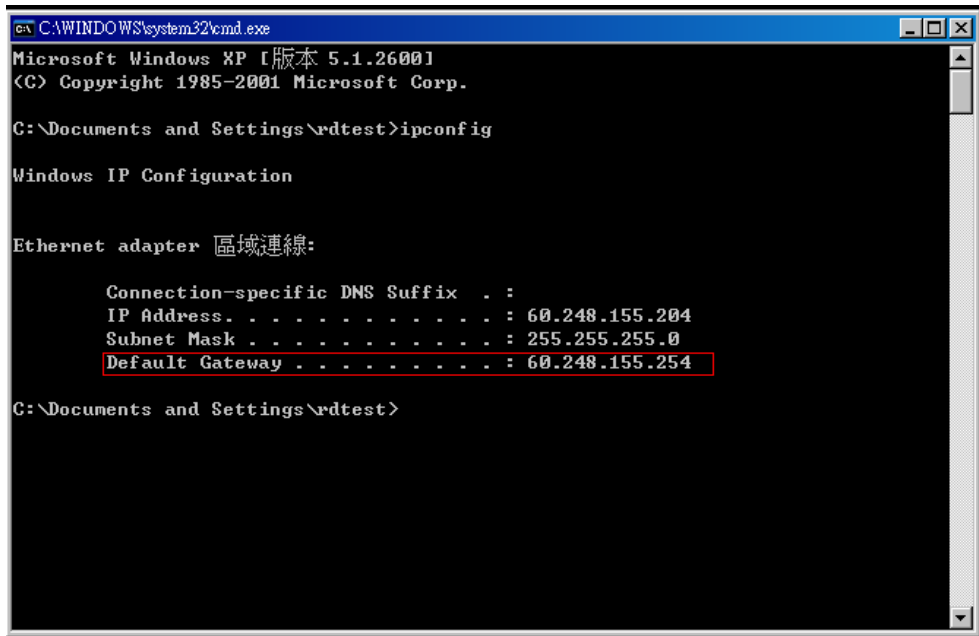 C:\WINDOWS\system32\cmd.exe
Microsoft Windows XP [版本 5.1.2600]
(C) Copyright 1985-2001 Microsoft Corp.
C:\Documents and Settings\rdtest>ipconfig
Windows IP Configuration
Ethernet adapter 區域連線:
Connection-specific DNS Suffix . :
IP Address. . . . . . . . . . . . : 60.248.155.204
Subnet Mask . . . . . . . . . . . : 255.255.255.0
Default Gateway . . . . . . . . . : 60.248.155.254
C:\Documents and Settings\rdtest>